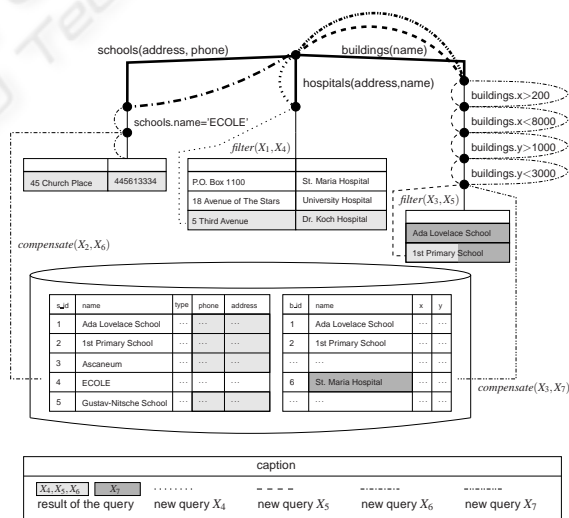 schools(address, phone)
buildings(name)
hospitals(address,name)
buildings.x>200
schools.name='ECOLE'
buildings.x<8000
filter(X1,X4)
buildings.y>1000
buildings.y<3000
45 Church Place 445613334
P.O. Box 1100 St. Maria Hospital
18 Avenue of The Stars University Hospital
5 Third Avenue Dr. Koch Hospital
filter(X3,X5)
Ada Lovelace School
1st Primary School
compensate(X2,X6)
s_id name type phone address
1 Ada Lovelace School ... ... ...
2 1st Primary School ... ... ...
3 Ascaneum ... ... ...
4 ECOLE ... ... ...
5 Gustav-Nitsche School ... ... ...
b_id name x y
1 Ada Lovelace School ... ...
2 1st Primary School ... ...
... ... ... ...
6 St. Maria Hospital ... ...
... ... ... ...
compensate(X3,X7)
caption
X4,X5,X6 X7
result of the query new query X4 new query X5 new query X6 new query X7